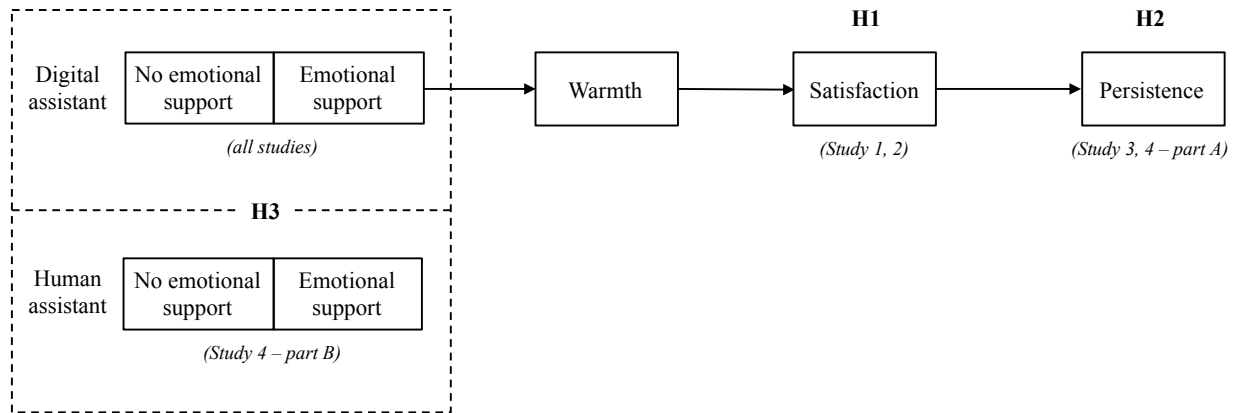 H1
H2
Digital
assistant
No emotional
support
Emotional
support
Warmth
Satisfaction
Persistence
(all studies)
(Study 1, 2)
(Study 3, 4 – part A)
H3
Human
assistant
No emotional
support
Emotional
support
(Study 4 – part B)